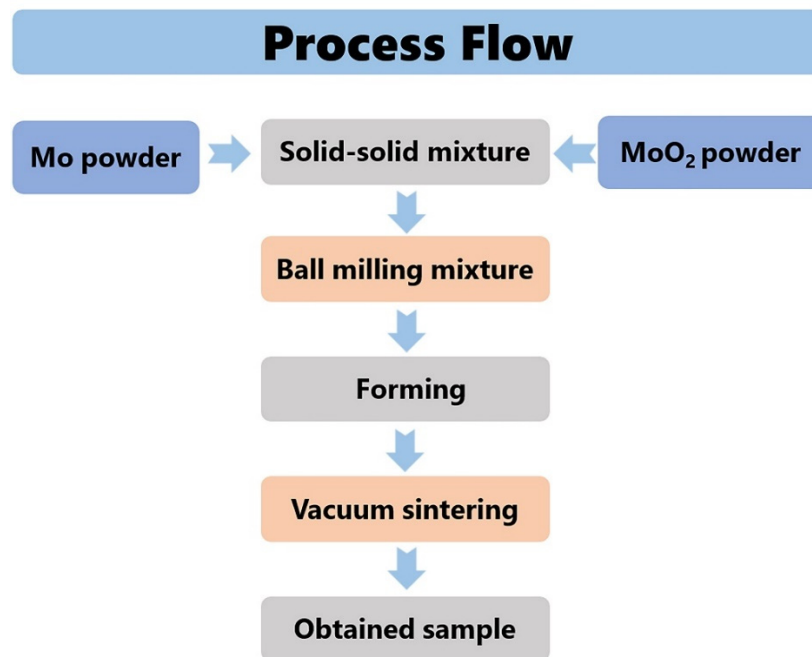 Process Flow
Mo powder
Solid-solid mixture
MoO₂ powder
Ball milling mixture
Forming
Vacuum sintering
Obtained sample